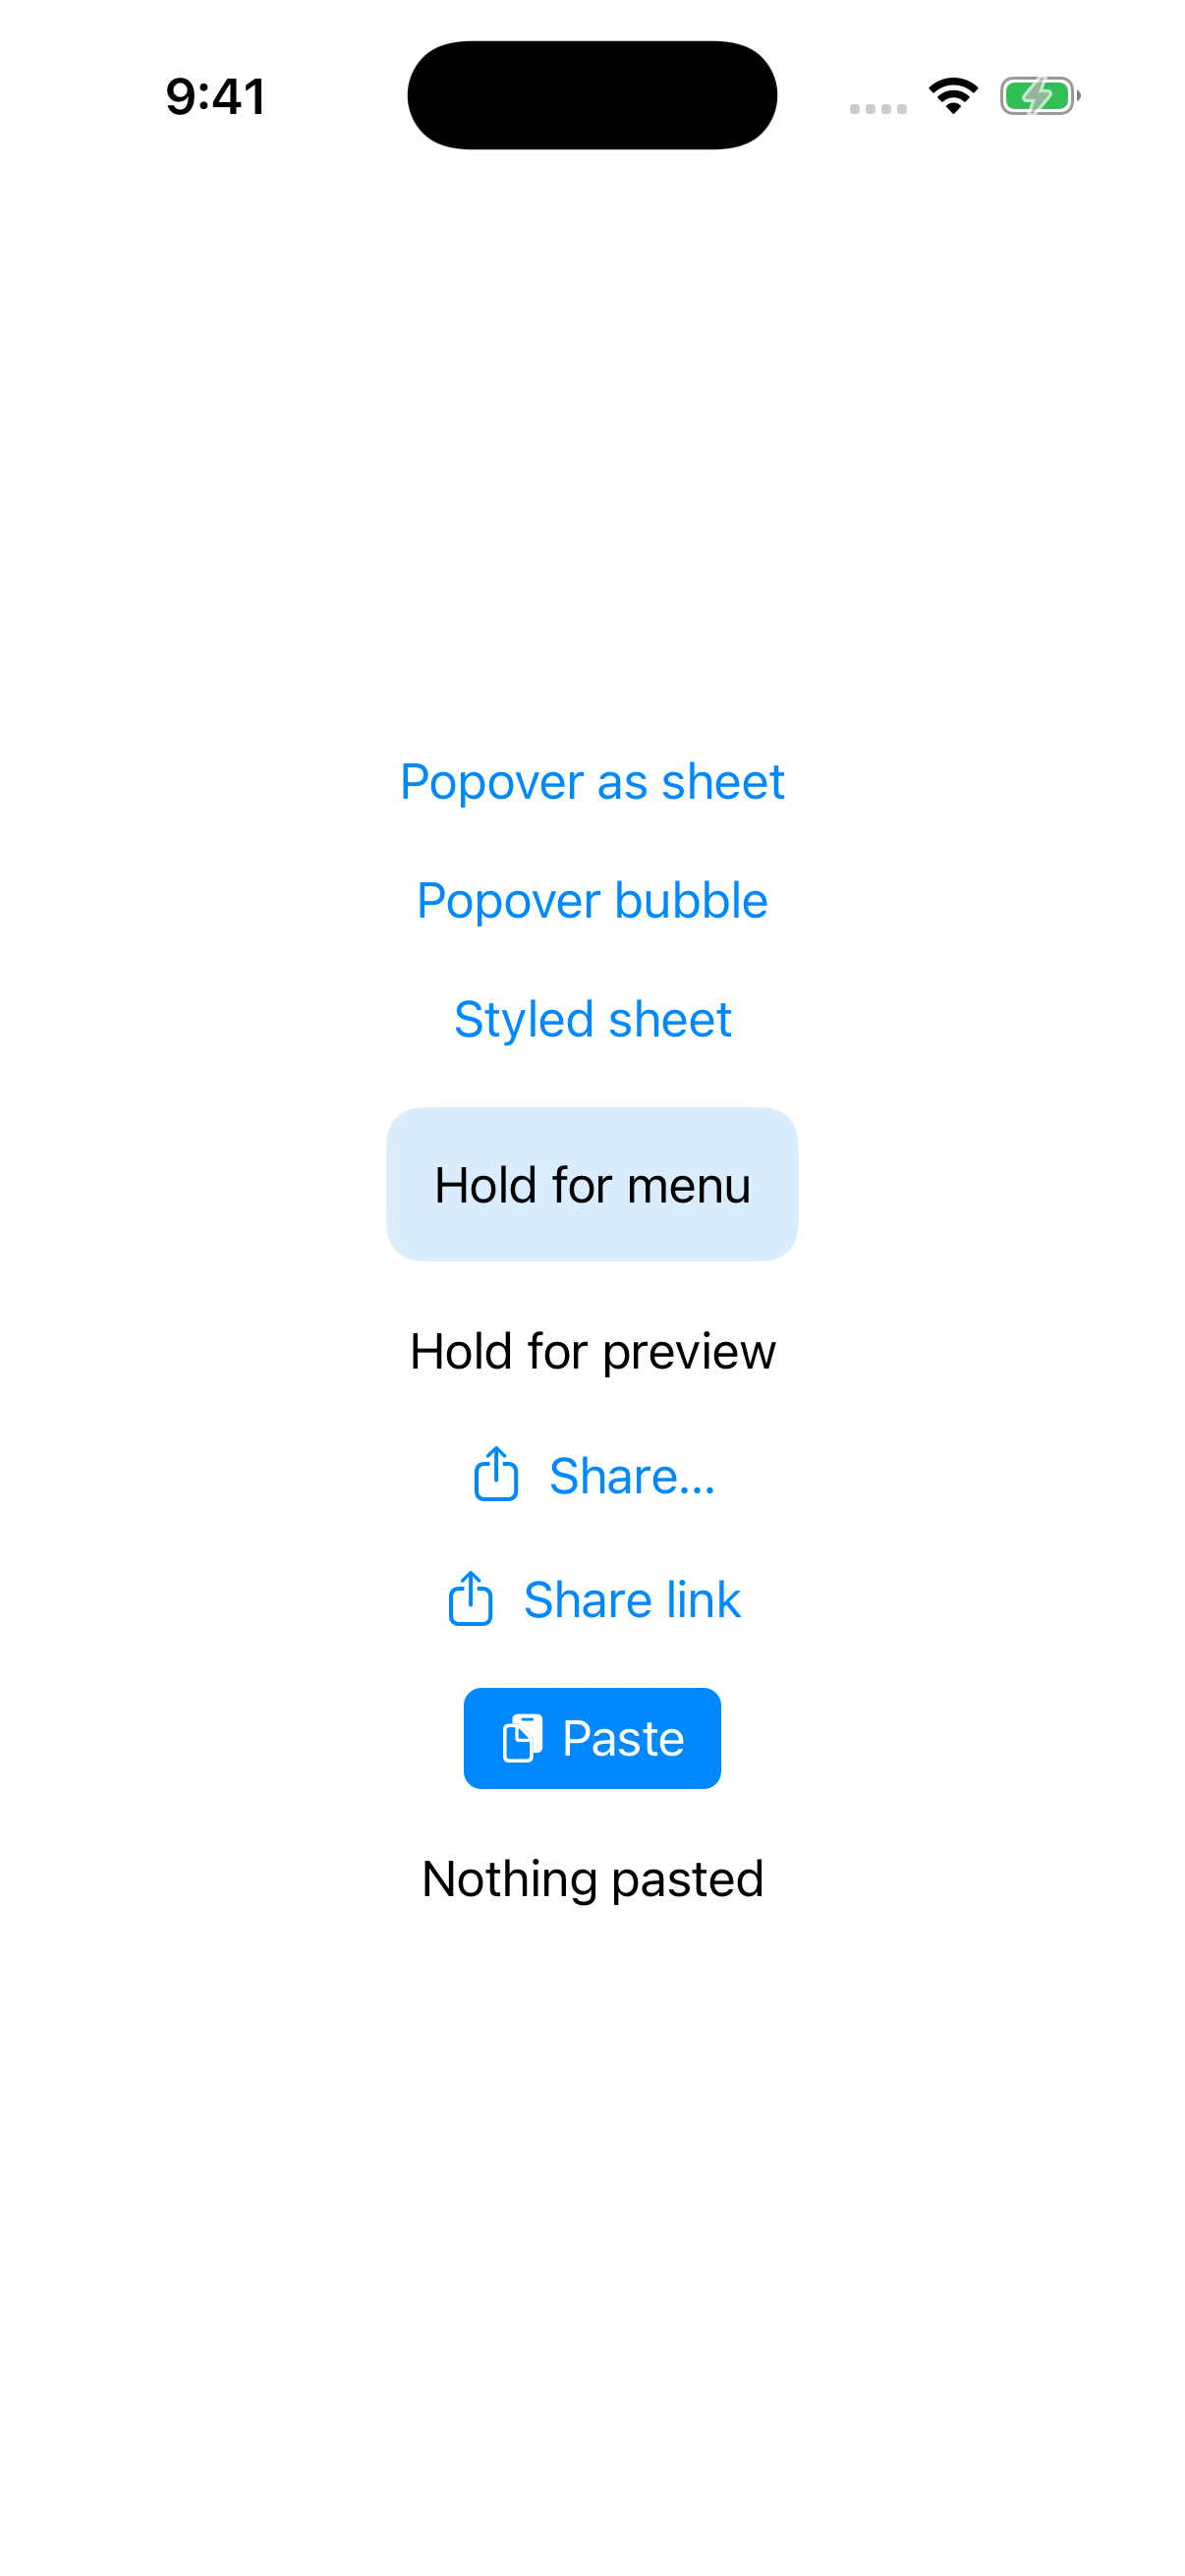 9:41
Popover as sheet
Popover bubble
Styled sheet
Hold for menu
Hold for preview
Share...
Share link
Paste
Nothing pasted